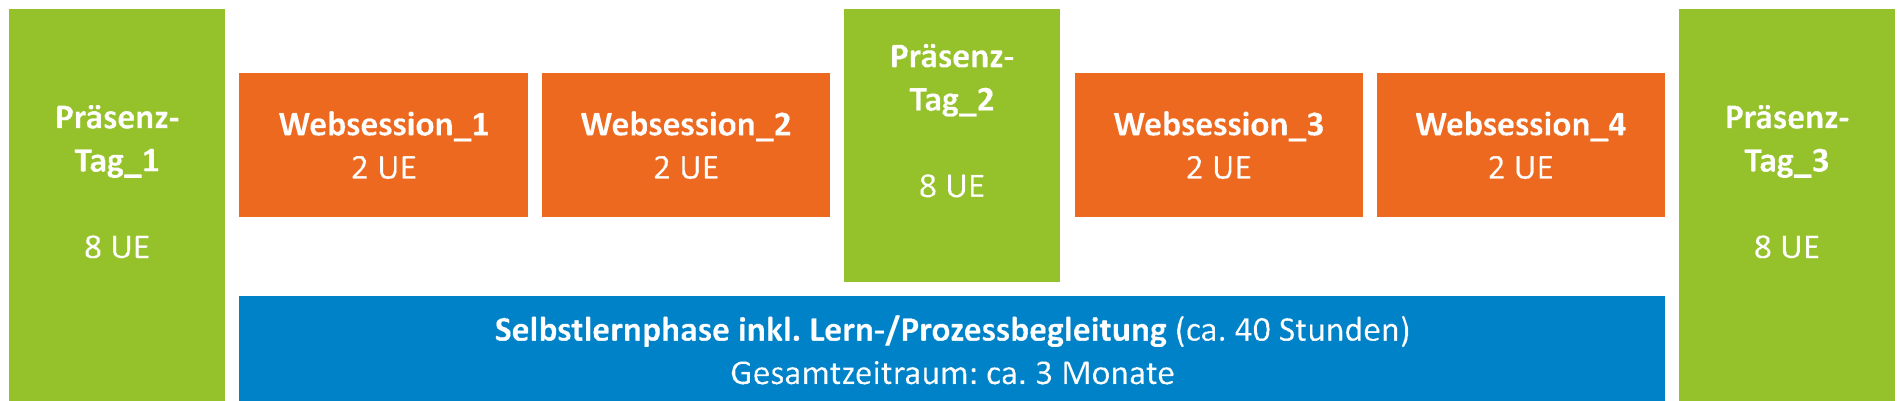 Präsenz-
Tag_1
8 UE
Websession_1
2 UE
Websession_2
2 UE
Präsenz-
Tag_2
8 UE
Websession_3
2 UE
Websession_4
2 UE
Präsenz-
Tag_3
8 UE
Selbstlernphase inkl. Lern-/Prozessbegleitung (ca. 40 Stunden)
Gesamtzeitraum: ca. 3 Monate